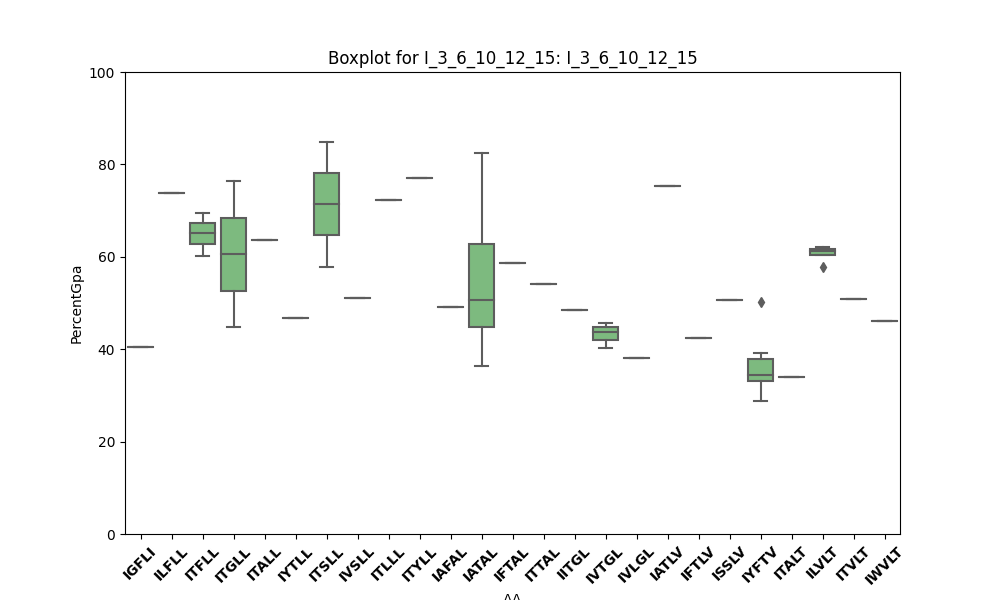 Boxplot for I_3_6_10_12_15: I_3_6_10_12_15
100
80
60
40
20
0
PercentGpa
IGFLI ILFLL ITFLL ITGLL ITALL IYTLL ITSLL IVSLL ITLLL ITYLL IAFAL IATAL IFTAL ITTAL IITGL IVTGL IVLGL IATLV IFTLV ISSLV IYFTV ITALT ILVLT ITVLT IWVLT
AA